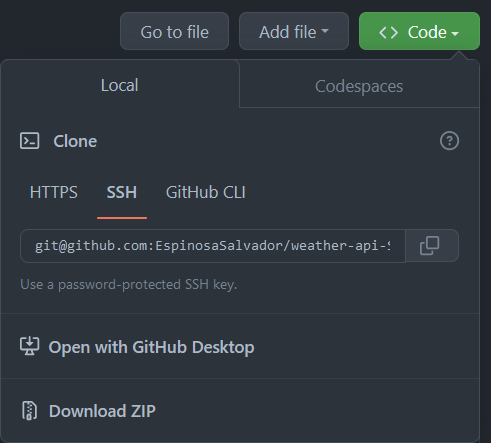 Go to file Add file Code
Local Codespaces
Clone
HTTPS SSH GitHub CLI
git@github.com:EspinosaSalvador/weather-api-S
Use a password-protected SSH key.
Open with GitHub Desktop
Download ZIP